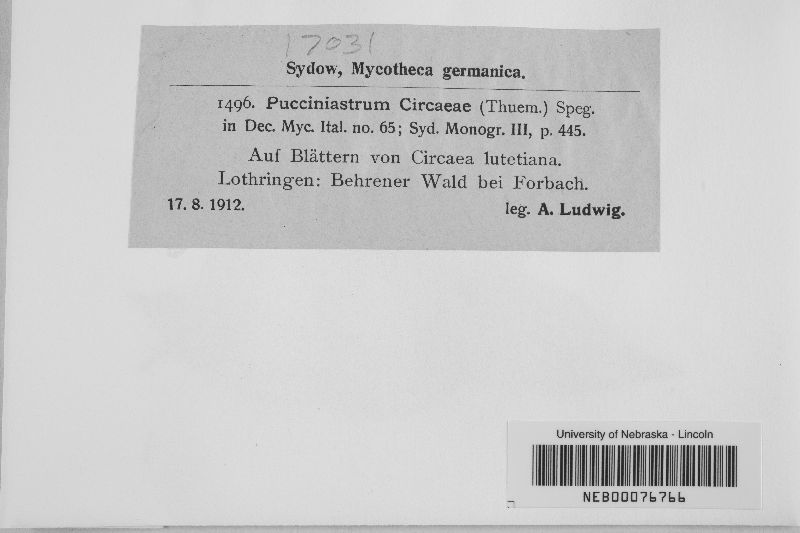 17031
Sydow, Mycotheca germanica.
1496. Pucciniastrum Circaeae (Thuem.) Speg.
in Dec. Myc. Ital. no. 65; Syd. Monogr. III, p. 445.
Auf Blättern von Circaea lutetiana.
Lothringen: Behrener Wald bei Forbach.
17. 8. 1912. leg. A. Ludwig.
University of Nebraska - Lincoln
NEB00076766